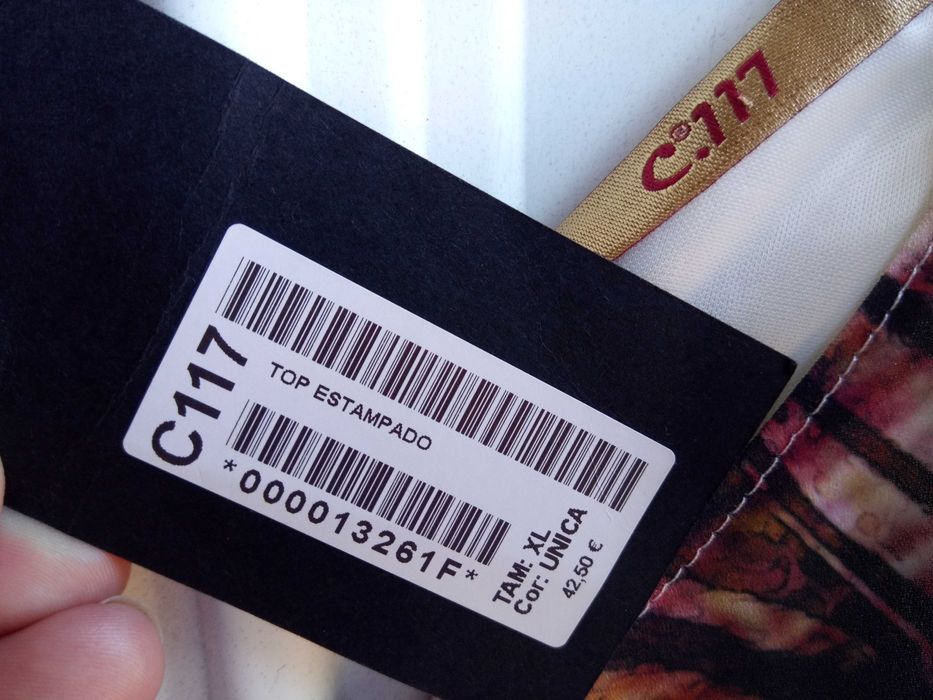 C.117
®
C117
TOP ESTAMPADO
*000013261F*
TAM: XL
Cor: UNICA
42,50 €